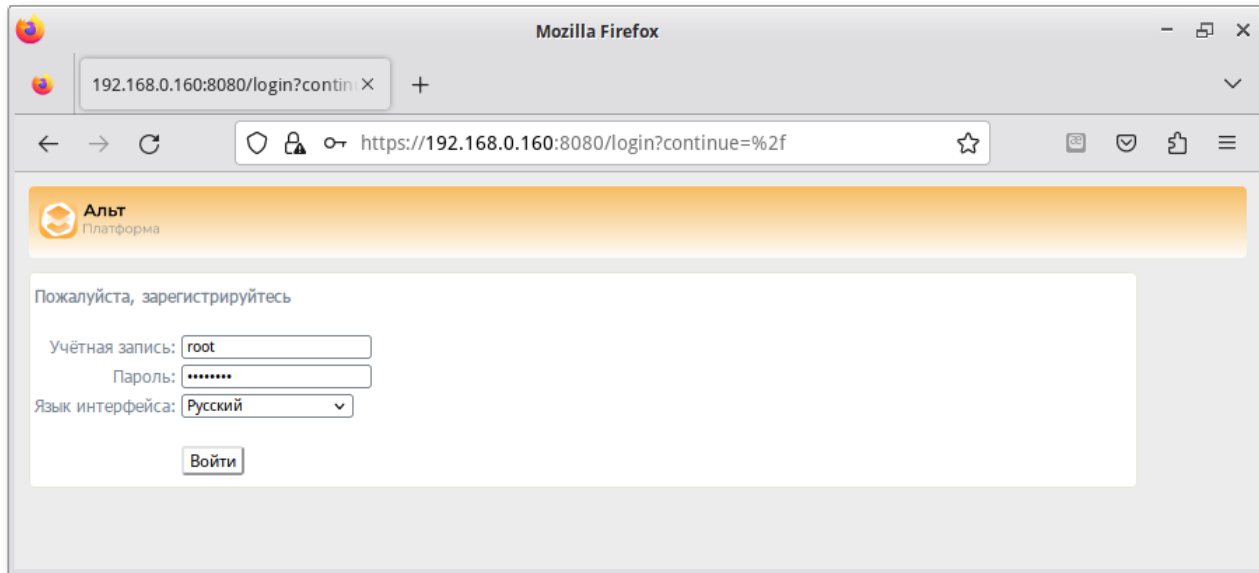 Mozilla Firefox
192.168.0.160:8080/login?contin
https://192.168.0.160:8080/login?continue=%2f
Альт
Платформа
Пожалуйста, зарегистрируйтесь
Учётная запись: root
Пароль: ••••••••
Язык интерфейса: Русский
Войти